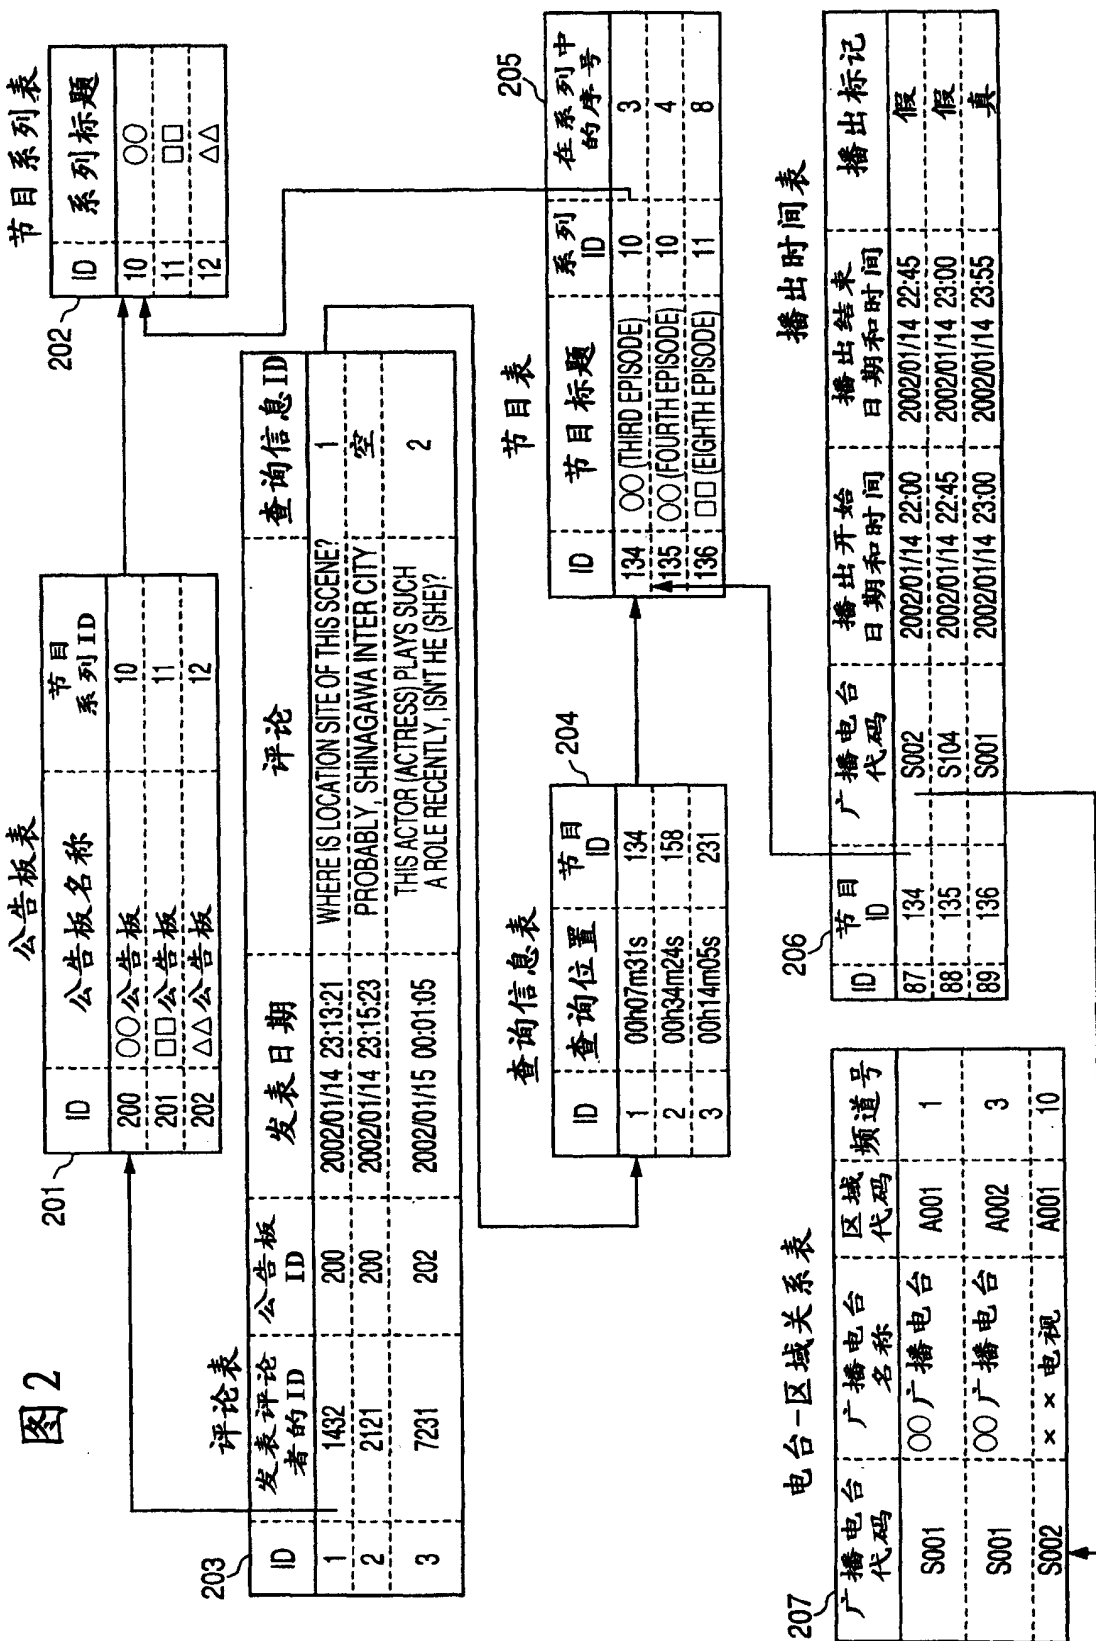 图 2
公告板表
201
ID 公告板名称 节目系列 ID
200 ○○公告板 10
201 □□公告板 11
202 △△公告板 12
节目系列表
202
ID 系列标题
10 ○○
11 □□
12 △△
评论表
203
ID 发表评论者的 ID 公告板 ID 发表日期 评论 查询信息ID
1 1432 200 2002/01/14 23:13:21 WHERE IS LOCATION SITE OF THIS SCENE? 1
2 2121 200 2002/01/14 23:15:23 PROBABLY, SHINAGAWA INTER CITY 空
3 7231 202 2002/01/15 00:01:05 THIS ACTOR (ACTRESS) PLAYS SUCH A ROLE RECENTLY, ISN'T HE (SHE)? 2
查询信息表
204
ID 查询位置 节目 ID
1 00h07m31s 134
2 00h34m24s 158
3 00h14m05s 231
节目表
205
ID 节目标题 系列 ID 在系列中的序号
134 ○○(THIRD EPISODE) 10 3
135 ○○(FOURTH EPISODE) 10 4
136 □□(EIGHTH EPISODE) 11 8
电台-区域关系表
207
广播电台代码 广播电台名称 区域代码 频道号
S001 ○○广播电台 A001 1
S001 ○○广播电台 A002 3
S002 ××电视 A001 10
播出时间表
206
ID 节目 ID 广播电台代码 播出开始日期和时间 播出结束日期和时间 播出标记
87 134 S002 2002/01/14 22:00 2002/01/14 22:45 假
88 135 S104 2002/01/14 22:45 2002/01/14 23:00 假
89 136 S001 2002/01/14 23:00 2002/01/14 23:55 真